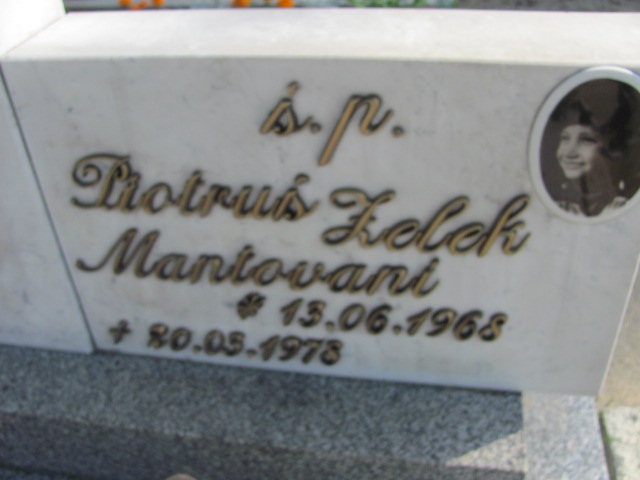 ś. p.
Piotruś Zelek
Mantovani
* 13.06.1968
+ 20.05.1978